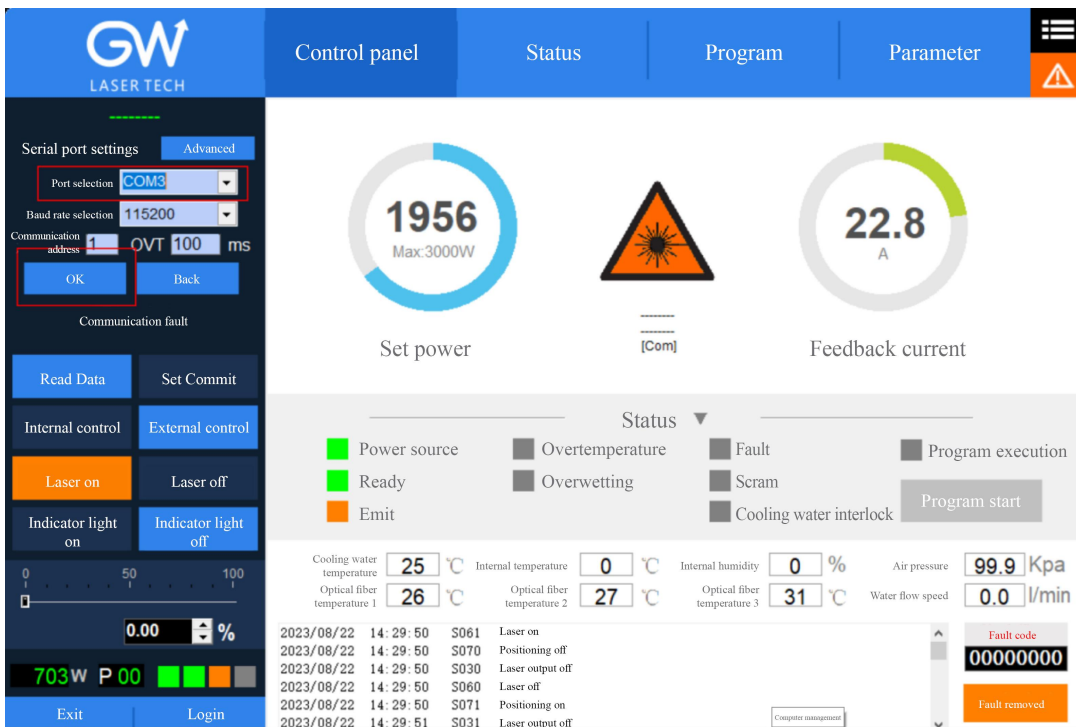 GW
LASER TECH
Control panel
Status
Program
Parameter
--------
Serial port settings
Advanced
Port selection COM3
Baud rate selection 115200
Communication address 1 OVT 100 ms
OK
Back
Communication fault
Read Data
Set Commit
Internal control
External control
Laser on
Laser off
Indicator light on
Indicator light off
0 50 100
0.00 %
703W P 00
Exit
Login
1956
Max:3000W
Set power
--------
--------
[Com]
22.8
A
Feedback current
Status ▼
Power source
Overtemperature
Fault
Program execution
Ready
Overwetting
Scram
Program start
Emit
Cooling water interlock
Cooling water temperature 25 ℃
Internal temperature 0 ℃
Internal humidity 0 %
Air pressure 99.9 Kpa
Optical fiber temperature 1 26 ℃
Optical fiber temperature 2 27 ℃
Optical fiber temperature 3 31 ℃
Water flow speed 0.0 l/min
2023/08/22 14:29:50 S061 Laser on
2023/08/22 14:29:50 S070 Positioning off
2023/08/22 14:29:50 S030 Laser output off
2023/08/22 14:29:50 S060 Laser off
2023/08/22 14:29:50 S071 Positioning on
2023/08/22 14:29:51 S031 Laser output off
Computer management
Fault code
00000000
Fault removed